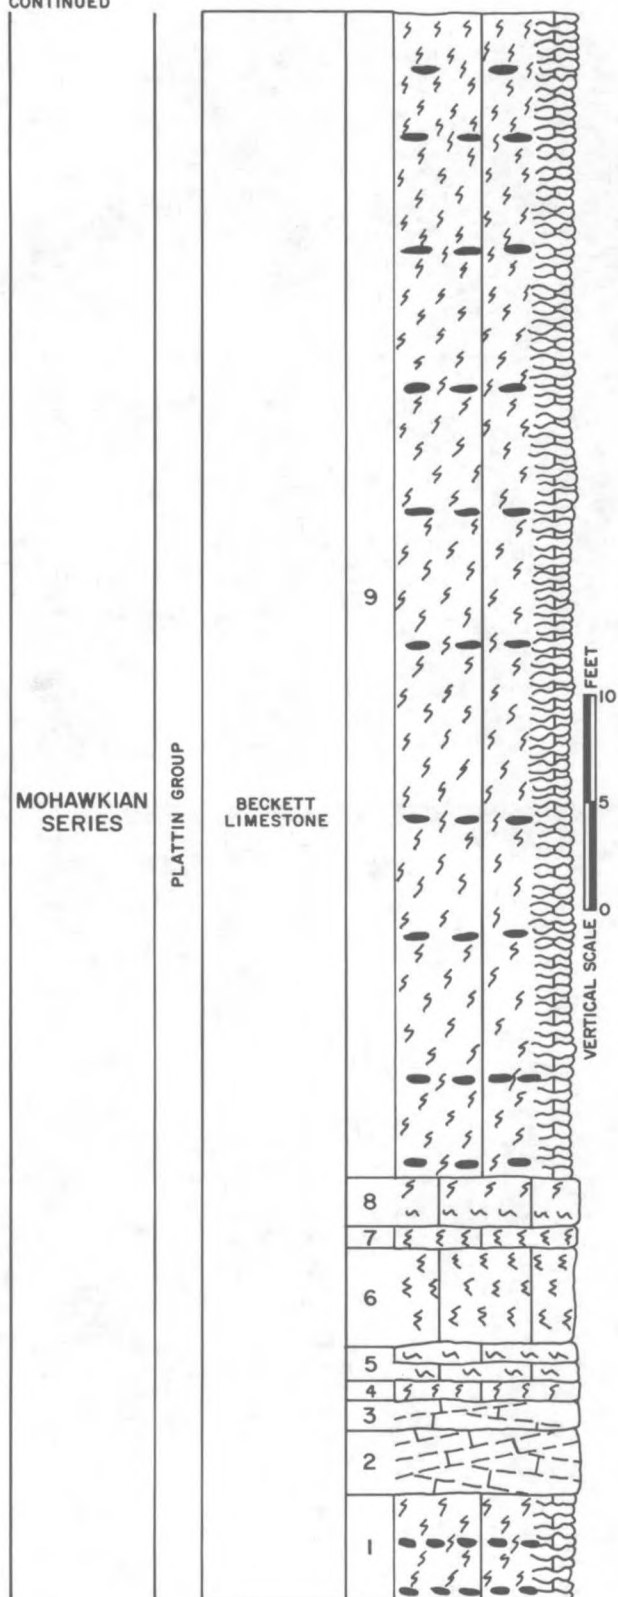 CONTINUED
MOHAWKIAN
SERIES
PLATTIN GROUP
BECKETT
LIMESTONE
9
8
7
6
5
4
3
2
1
VERTICAL SCALE
FEET
10
5
0